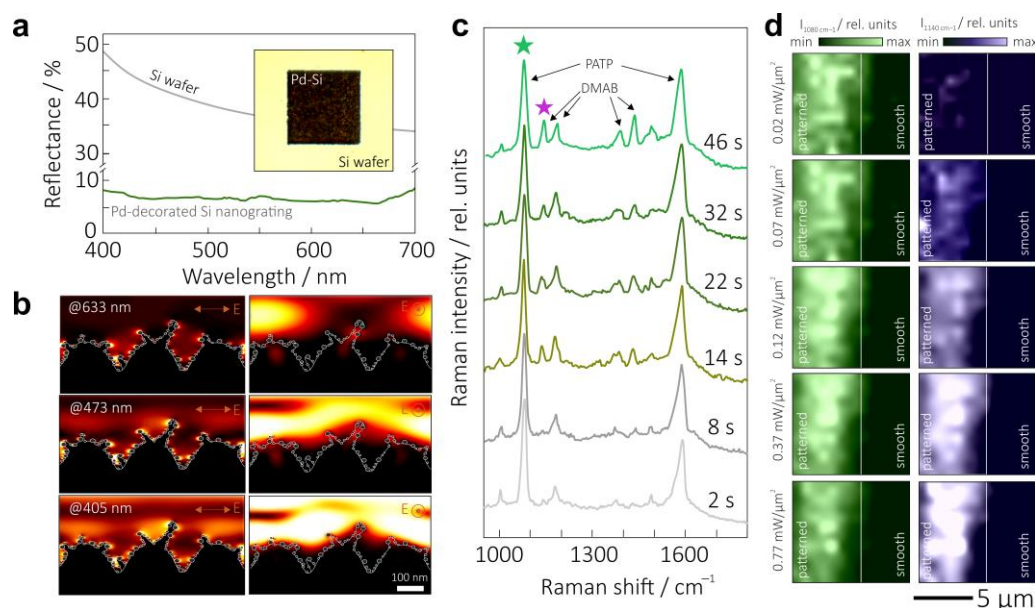 a
50
40
30
10
5
0
Reflectance / %
Si wafer
Pd-Si
Si wafer
Pd-decorated Si nanograting
400
500
600
700
Wavelength / nm
b
@633 nm
E
E
@473 nm
E
E
@405 nm
E
E
100 nm
c
PATP
DMAB
46 s
32 s
22 s
14 s
8 s
2 s
Raman intensity / rel. units
1000
1300
1600
Raman shift / cm⁻¹
d
I1080 cm−1 / rel. units
I1140 cm−1 / rel. units
min
max
min
max
0.02 mW/µm²
patterned
smooth
patterned
smooth
0.07 mW/µm²
patterned
smooth
patterned
smooth
0.12 mW/µm²
patterned
smooth
patterned
smooth
0.37 mW/µm²
patterned
smooth
patterned
smooth
0.77 mW/µm²
patterned
smooth
patterned
smooth
5 µm